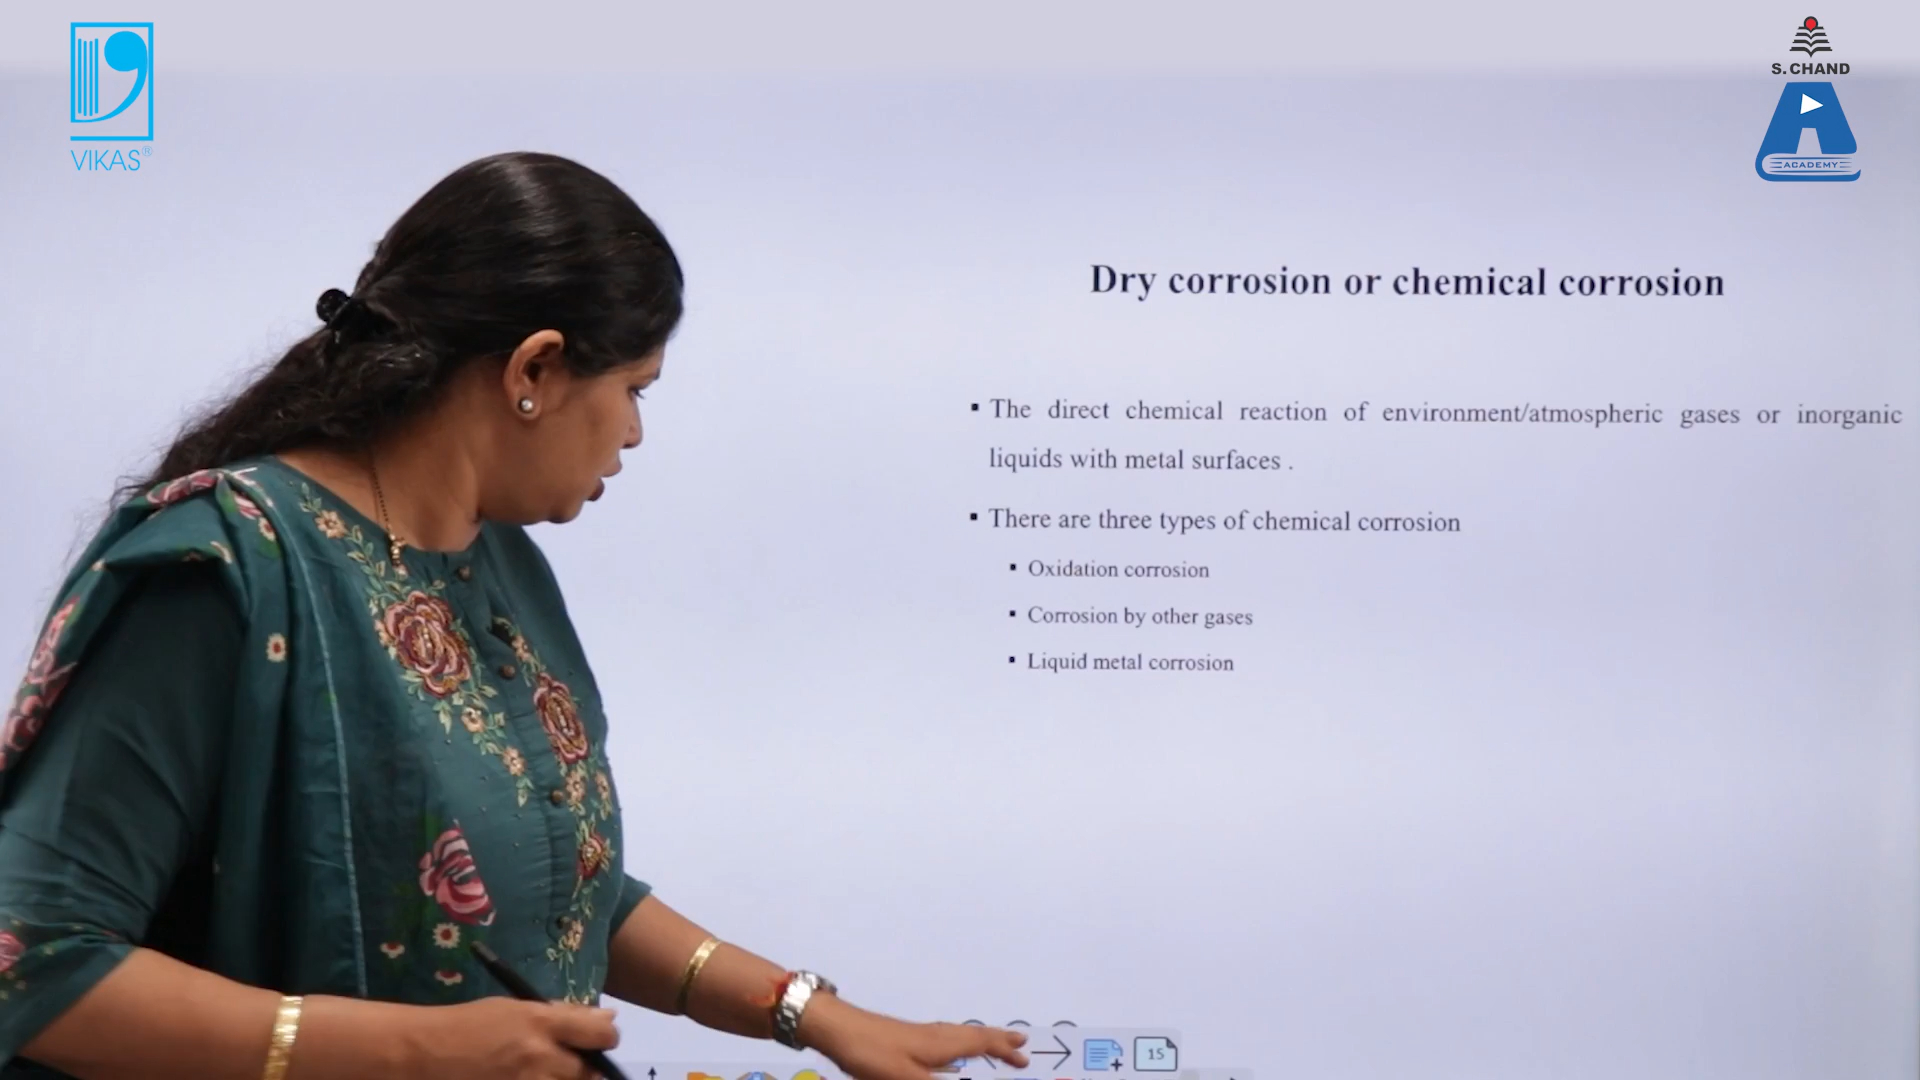 VIKAS®
S. CHAND
ACADEMY
Dry corrosion or chemical corrosion
▪ The direct chemical reaction of environment/atmospheric gases or inorganic
liquids with metal surfaces .
▪ There are three types of chemical corrosion
▪ Oxidation corrosion
▪ Corrosion by other gases
▪ Liquid metal corrosion
15